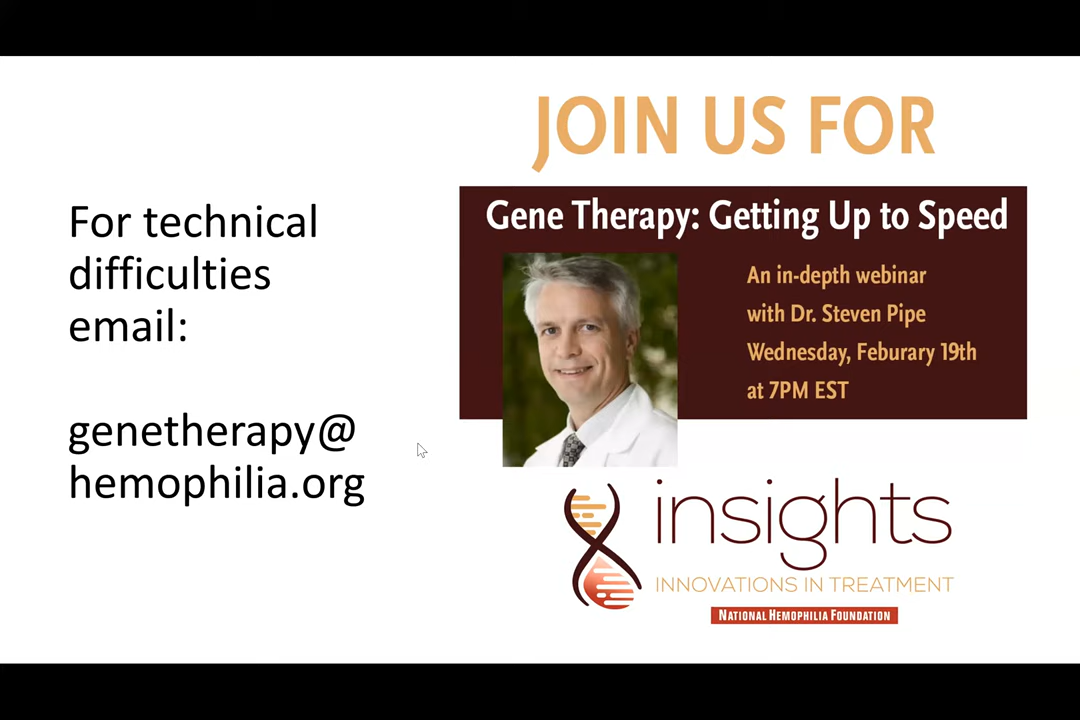 For technical
difficulties
email:
genetherapy@
hemophilia.org
JOIN US FOR
Gene Therapy: Getting Up to Speed
An in-depth webinar
with Dr. Steven Pipe
Wednesday, Feburary 19th
at 7PM EST
insights
INNOVATIONS IN TREATMENT
NATIONAL HEMOPHILIA FOUNDATION